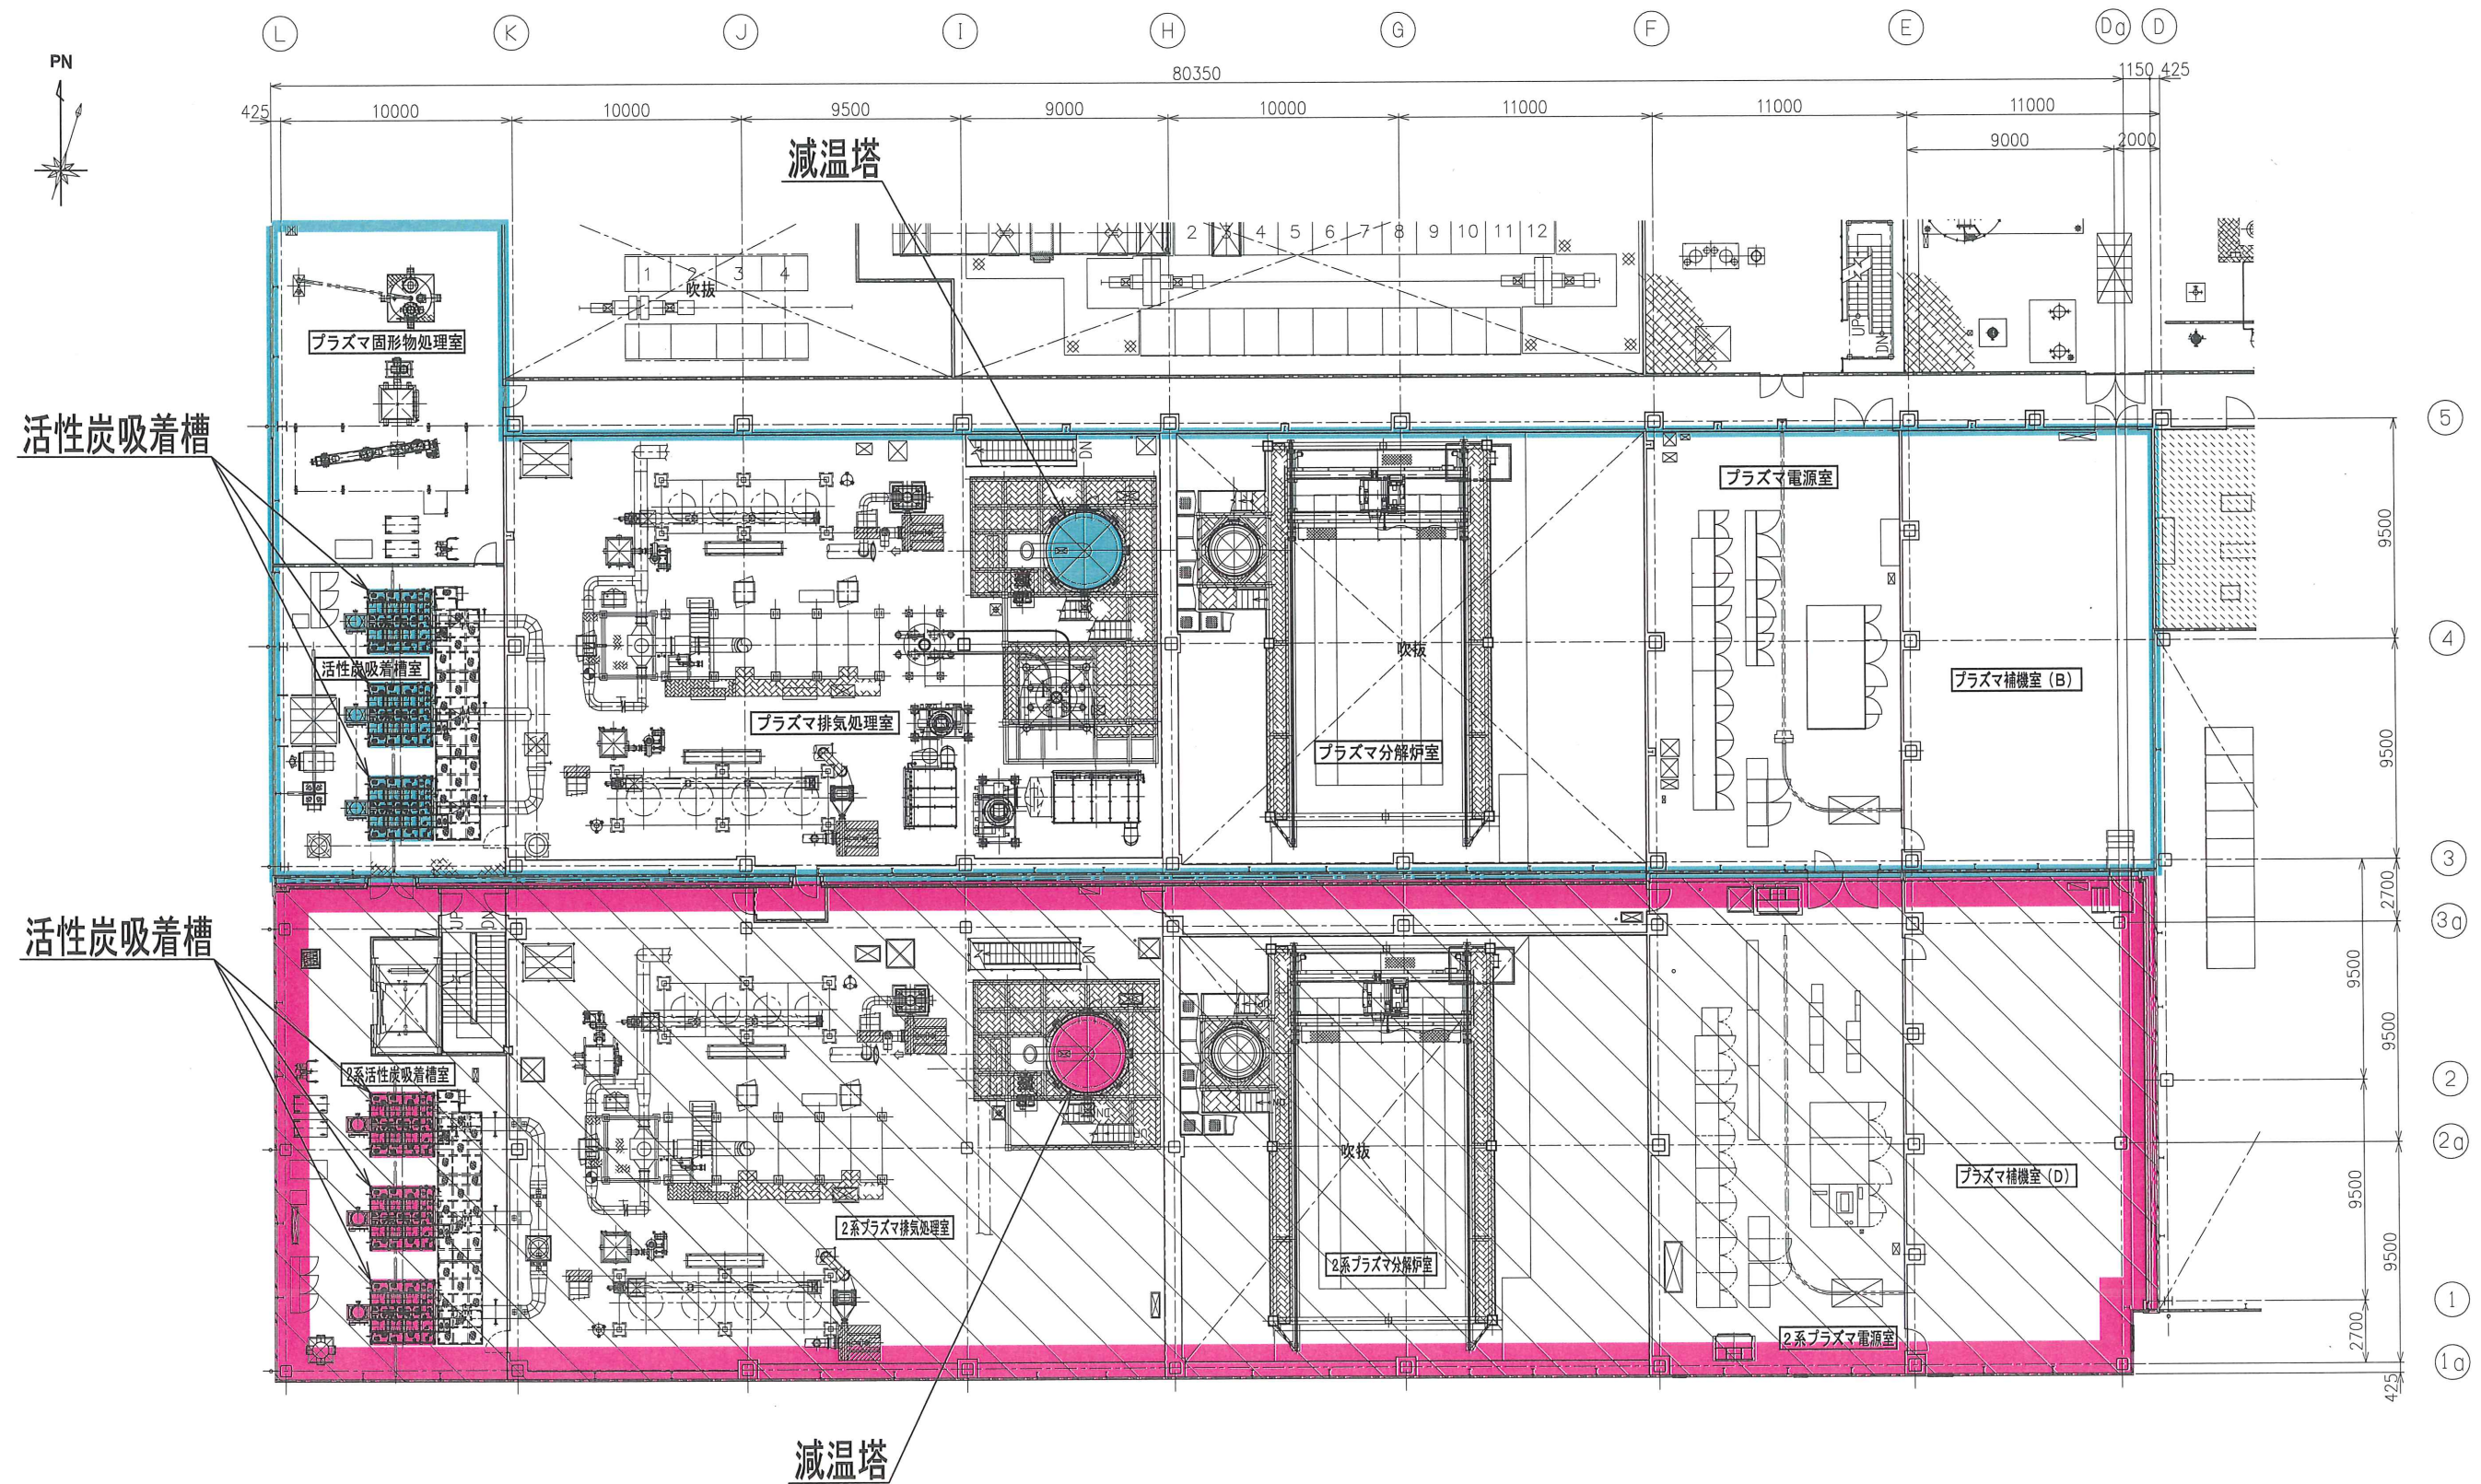 L K J I H G F E Da D
PN
80350 1150 425
425 10000 10000 9500 9000 10000 11000 11000 11000
9000 2000
減温塔
1 2 3 4
吹抜
2 3 4 5 6 7 8 9 10 11 12
UP
DN
プラズマ固形物処理室
活性炭吸着槽
5
DN
プラズマ電源室
9500
4
活性炭吸着槽室
吹抜
プラズマ補機室(B)
プラズマ排気処理室
プラズマ分解炉室
9500
3
2700
活性炭吸着槽
UP
DN
3a
9500
DN
9500
2系活性炭吸着槽室
2
DN
UP
DN
2a
吹抜
プラズマ補機室(D)
9500
2系プラズマ排気処理室
2系プラズマ分解炉室
9500
1
2系プラズマ電源室
2700
1a
425
減温塔